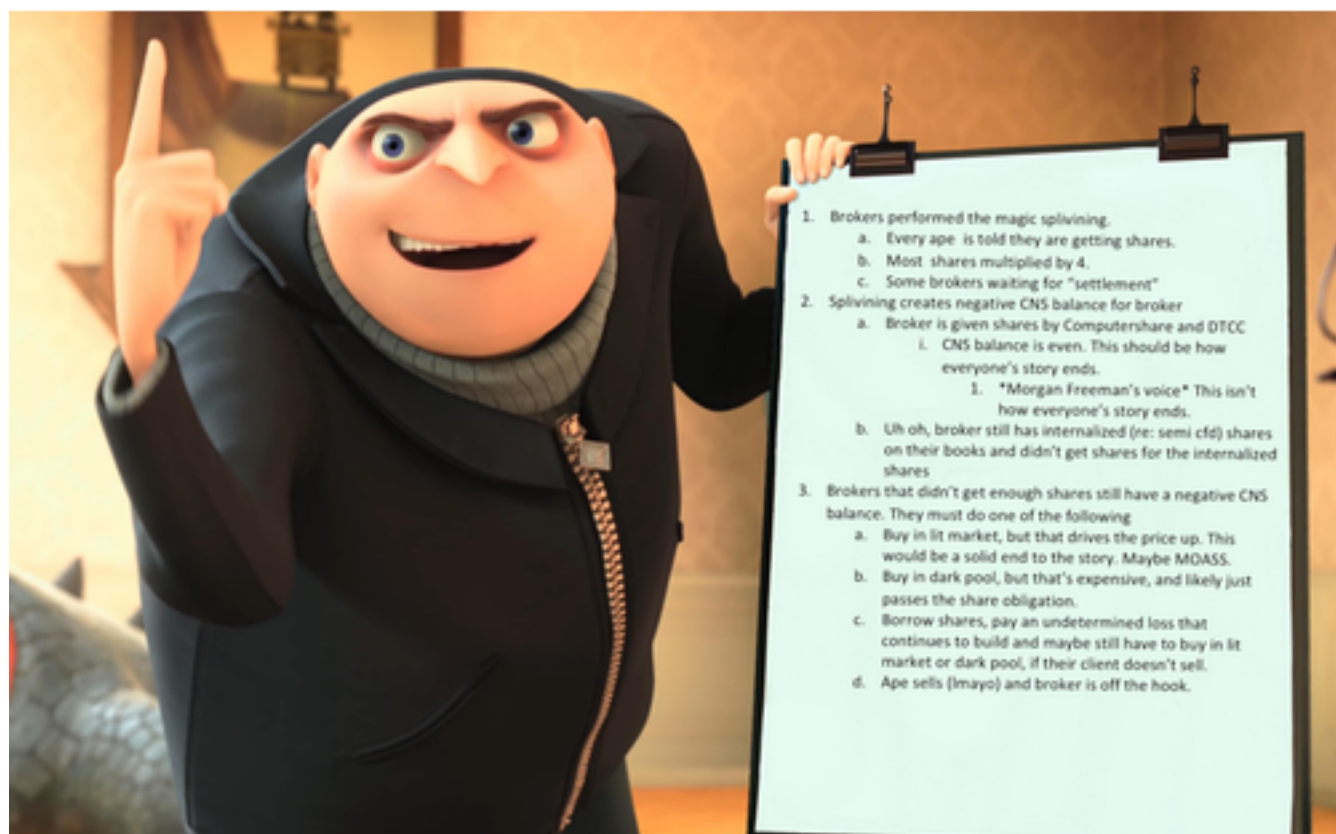 1. Brokers performed the magic splivining.
a. Every ape is told they are getting shares.
b. Most shares multiplied by 4.
c. Some brokers waiting for "settlement"
2. Splivining creates negative CNS balance for broker
a. Broker is given shares by Computershare and DTCC
i. CNS balance is even. This should be how
everyone's story ends.
1. *Morgan Freeman's voice* This isn't
how everyone's story ends.
b. Uh oh, broker still has internalized (re: semi cfd) shares
on their books and didn't get shares for the internalized
shares
3. Brokers that didn't get enough shares still have a negative CNS
balance. They must do one of the following
a. Buy in lit market, but that drives the price up. This
would be a solid end to the story. Maybe MOASS.
b. Buy in dark pool, but that's expensive, and likely just
passes the share obligation.
c. Borrow shares, pay an undetermined loss that
continues to build and maybe still have to buy in lit
market or dark pool, if their client doesn't sell.
d. Ape sells (lmayo) and broker is off the hook.